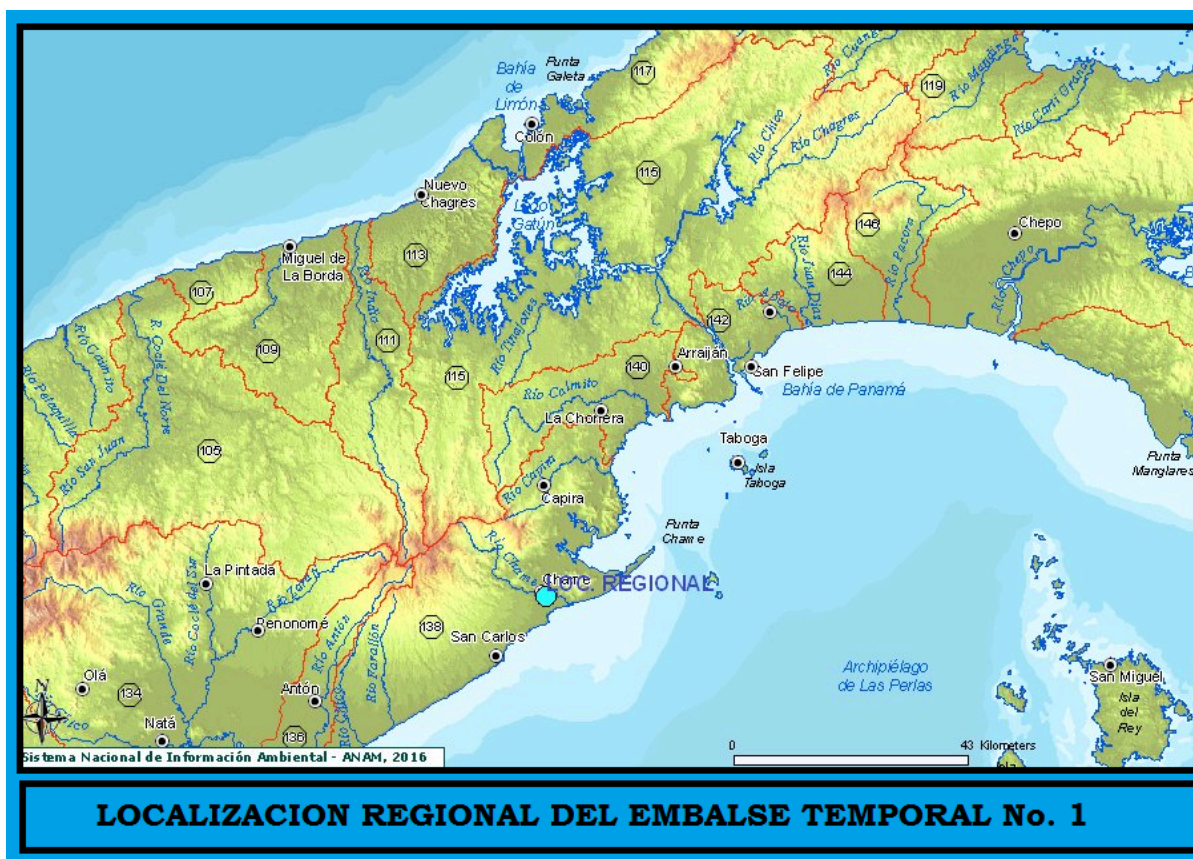 Bahía
de
Limón
Punta
Galeta
Colón
117
Río Chico
Río Chagres
119
Río Mandinga
Río Carti Grande
Nuevo
Chagres
Lago
Gatún
115
146
Chepo
Río Chepo
Miguel de
La Borda
113
107
Río Indio
Río Juan Díaz
144
Río Pacora
R. Coclé Del Norte
Río Caimito
Río Petaquilla
109
111
115
Río Trinajones
142
140
Arraiján
San Felipe
Bahía de Panamá
Río Caimito
La Chorrera
105
Río San Juan
Taboga
Isla
Taboga
Punta
Manglares
Río Capira
Capira
Punta
Chame
Río Chame
Chame
LOC. REGIONAL
La Pintada
Río Grande
Río Coclé del Sur
Río Zaratí
Penonomé
Río Antón
Río Farallón
138
San Carlos
Archipiélago
de Las Perlas
San Miguel
Isla
del
Rey
Olá
134
Antón
N
Natá
136
Río Chico
0
43 Kilometers
Isla
Sistema Nacional de Información Ambiental - ANAM, 2016
LOCALIZACION REGIONAL DEL EMBALSE TEMPORAL No. 1